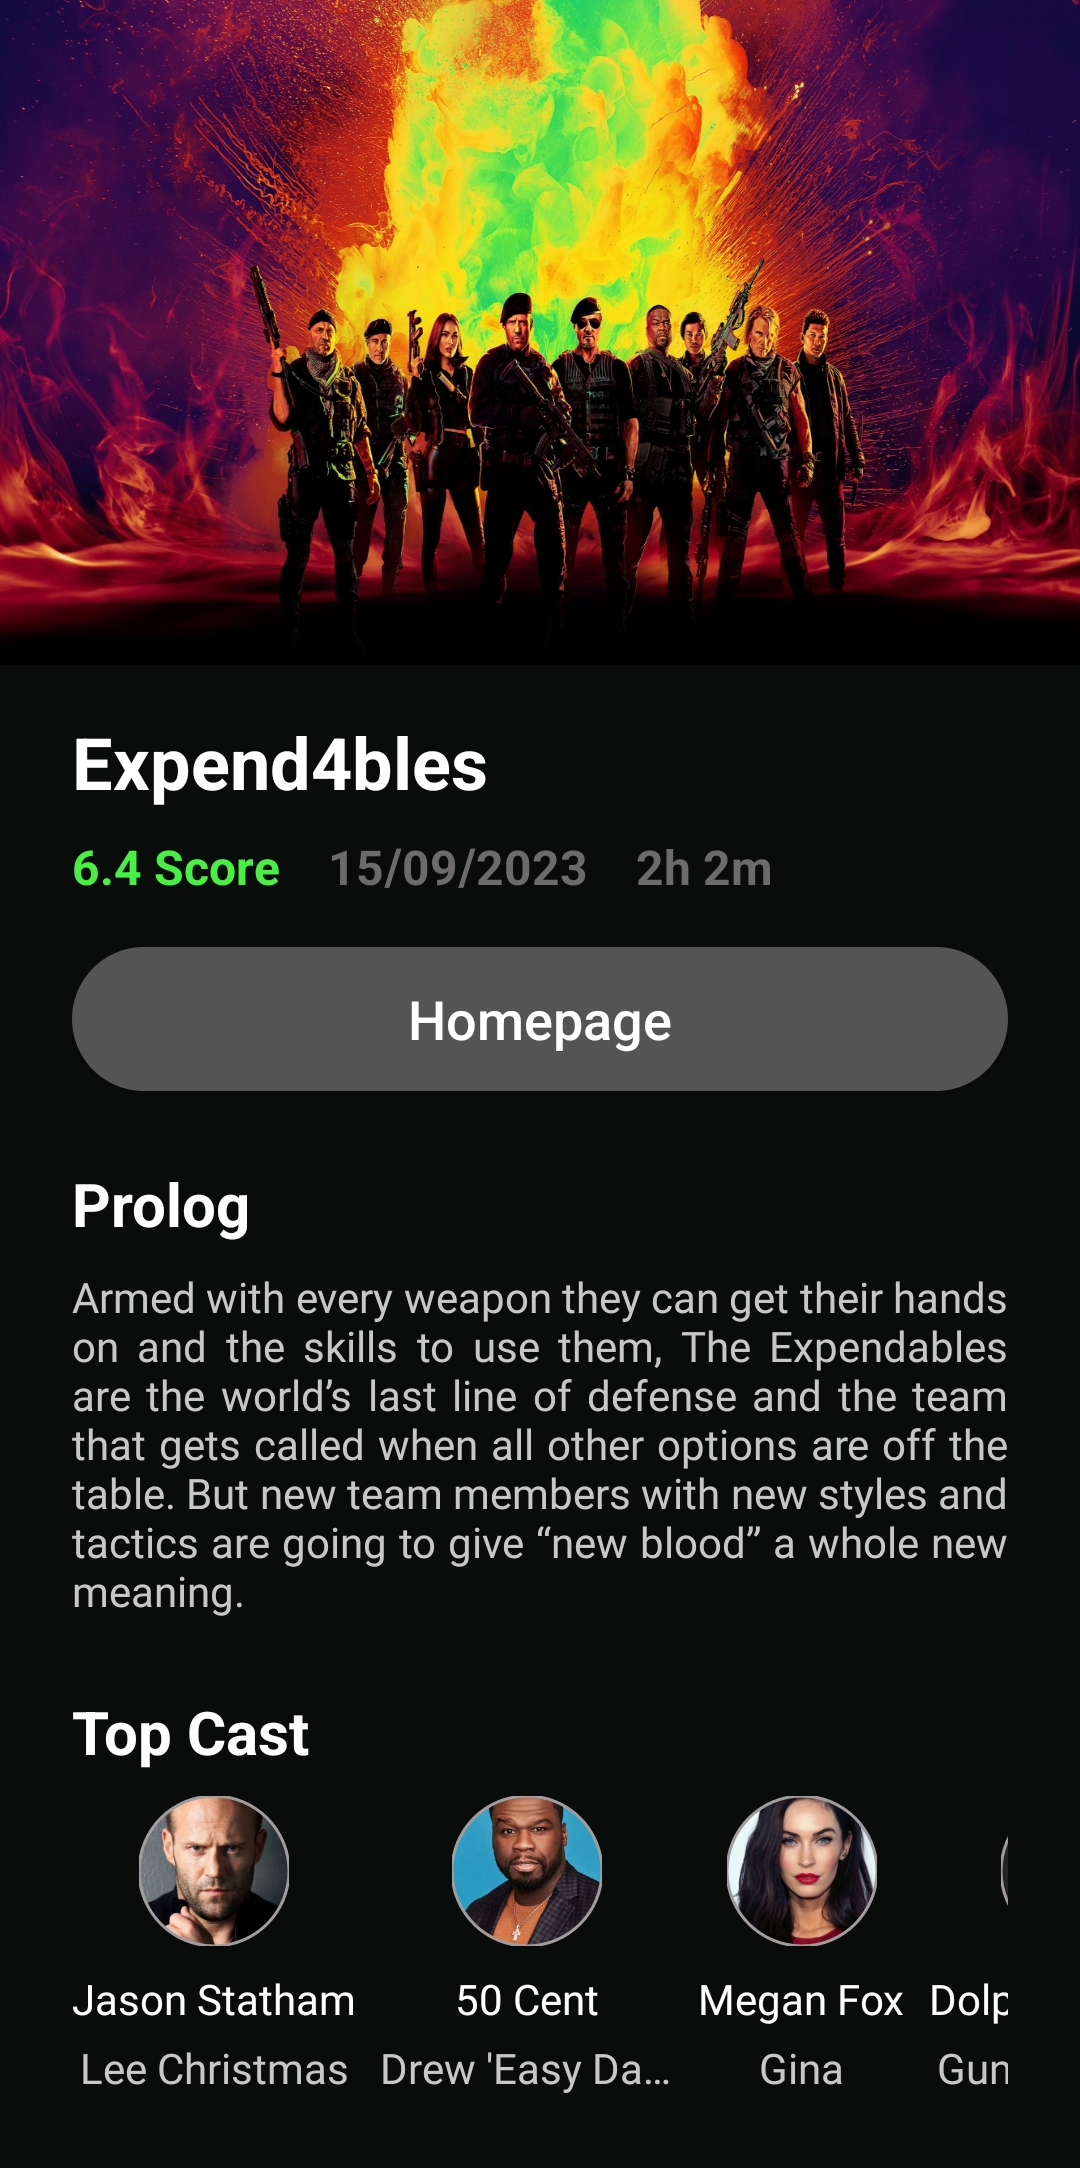 Expend4bles
6.4 Score 15/09/2023 2h 2m
Homepage
Prolog
Armed with every weapon they can get their hands
on and the skills to use them, The Expendables
are the world’s last line of defense and the team
that gets called when all other options are off the
table. But new team members with new styles and
tactics are going to give “new blood” a whole new
meaning.
Top Cast
Jason Statham 50 Cent Megan Fox Dolp
Lee Christmas Drew 'Easy Da... Gina Gun